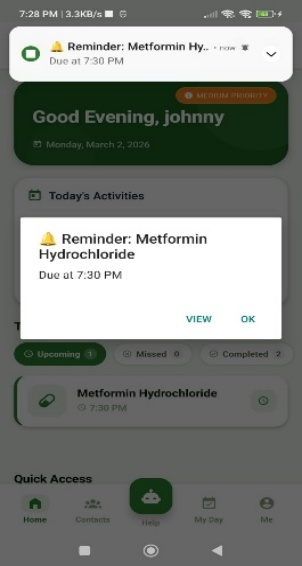 7:28 PM | 3.3KB/s
🔔 Reminder: Metformin Hy.. • now
Due at 7:30 PM
MEDIUM PRIORITY
Good Evening, johnny
Monday, March 2, 2026
Today's Activities
🔔 Reminder: Metformin
Hydrochloride
Due at 7:30 PM
VIEW OK
T
Upcoming 1 Missed 0 Completed 2
Metformin Hydrochloride
7:30 PM
Quick Access
Home Contacts Help My Day Me